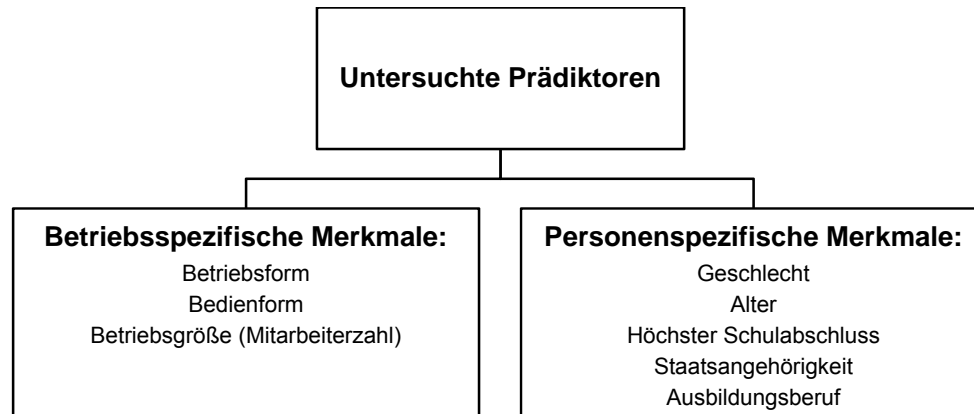 Untersuchte Prädiktoren
Betriebsspezifische Merkmale:
Betriebsform
Bedienform
Betriebsgröße (Mitarbeiterzahl)
Personenspezifische Merkmale:
Geschlecht
Alter
Höchster Schulabschluss
Staatsangehörigkeit
Ausbildungsberuf